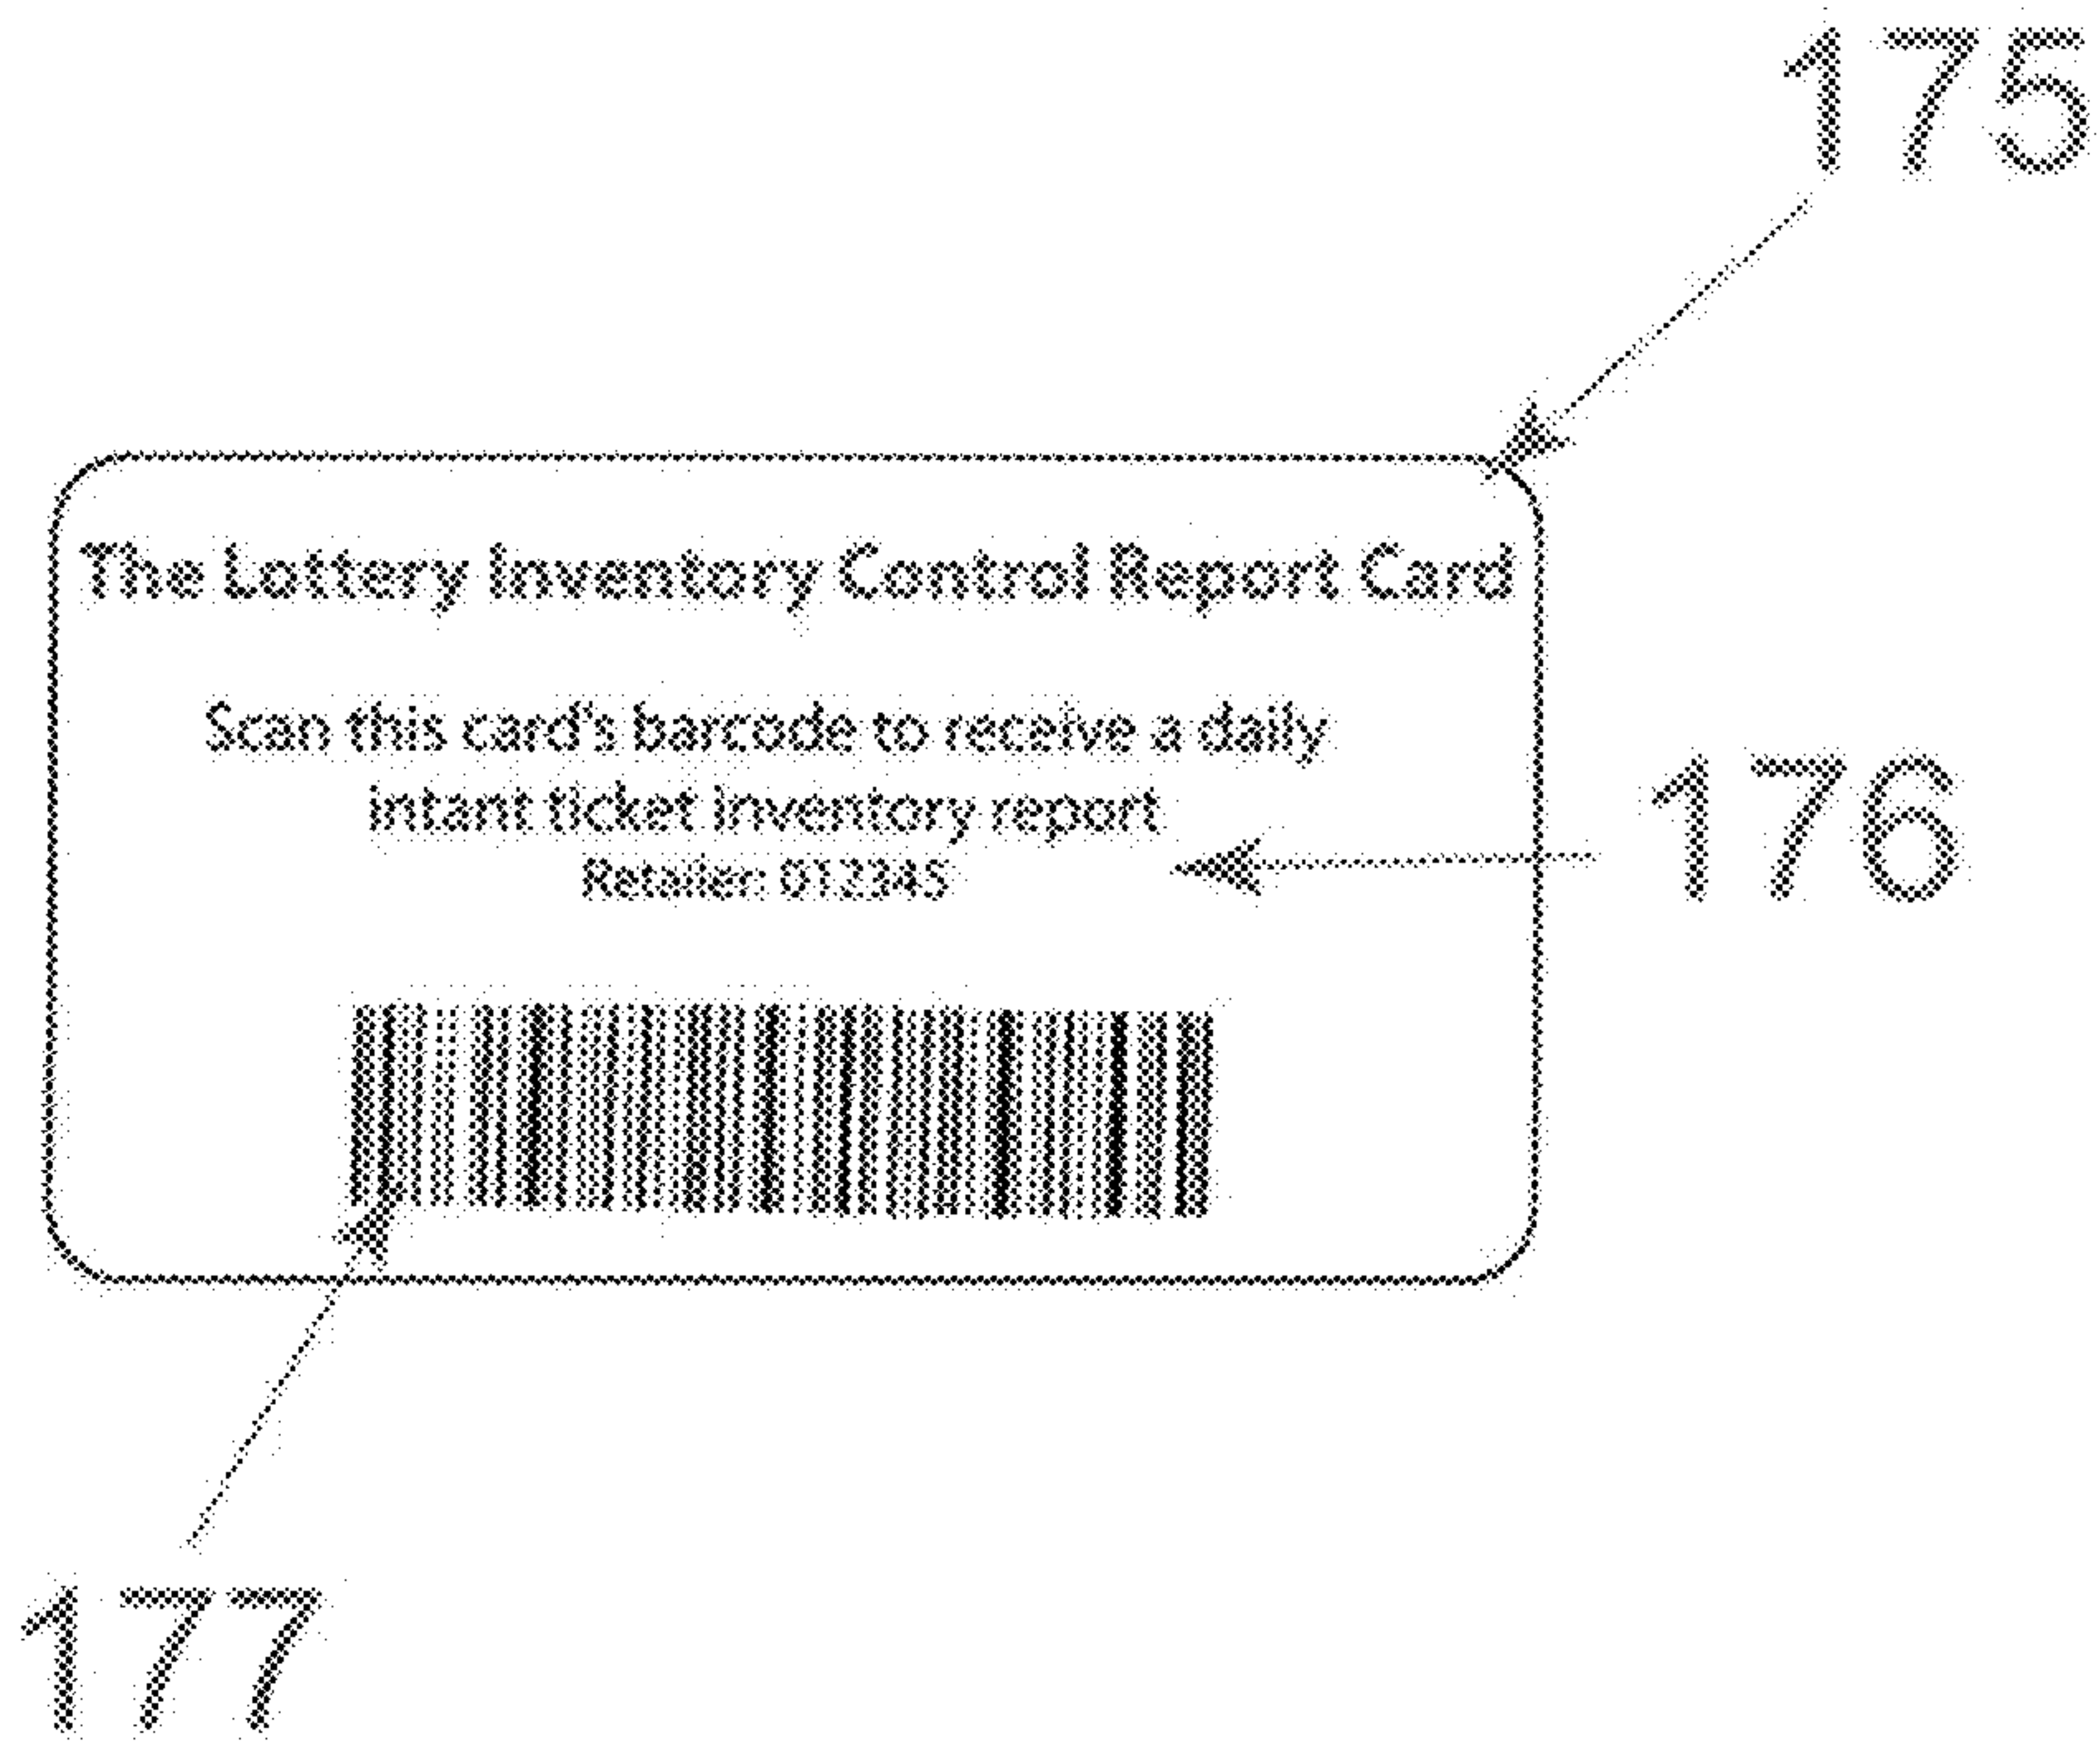 175
The Lottery Inventory Control Report Card
Scan this card's barcode to receive a daily
intant ticket inventory report
Retailer: 012345
176
177